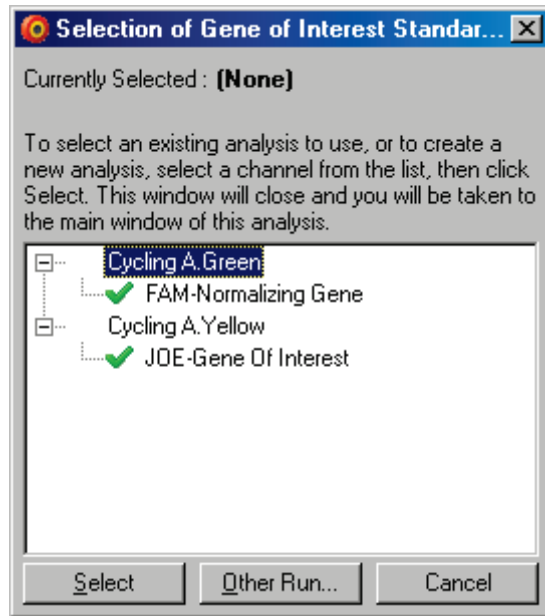 Selection of Gene of Interest Standar...
Currently Selected : (None)
To select an existing analysis to use, or to create a
new analysis, select a channel from the list, then click
Select. This window will close and you will be taken to
the main window of this analysis.
Cycling A.Green
FAM-Normalizing Gene
Cycling A.Yellow
JOE-Gene Of Interest
Select Other Run... Cancel